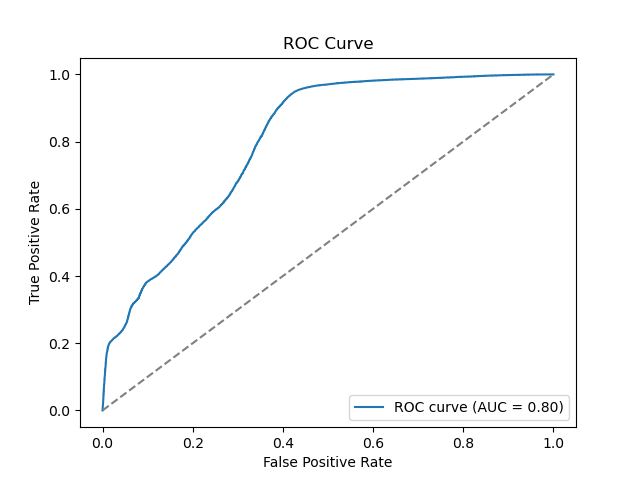 ROC Curve
1.0
0.8
0.6
0.4
0.2
0.0
True Positive Rate
0.0 0.2 0.4 0.6 0.8 1.0
False Positive Rate
ROC curve (AUC = 0.80)